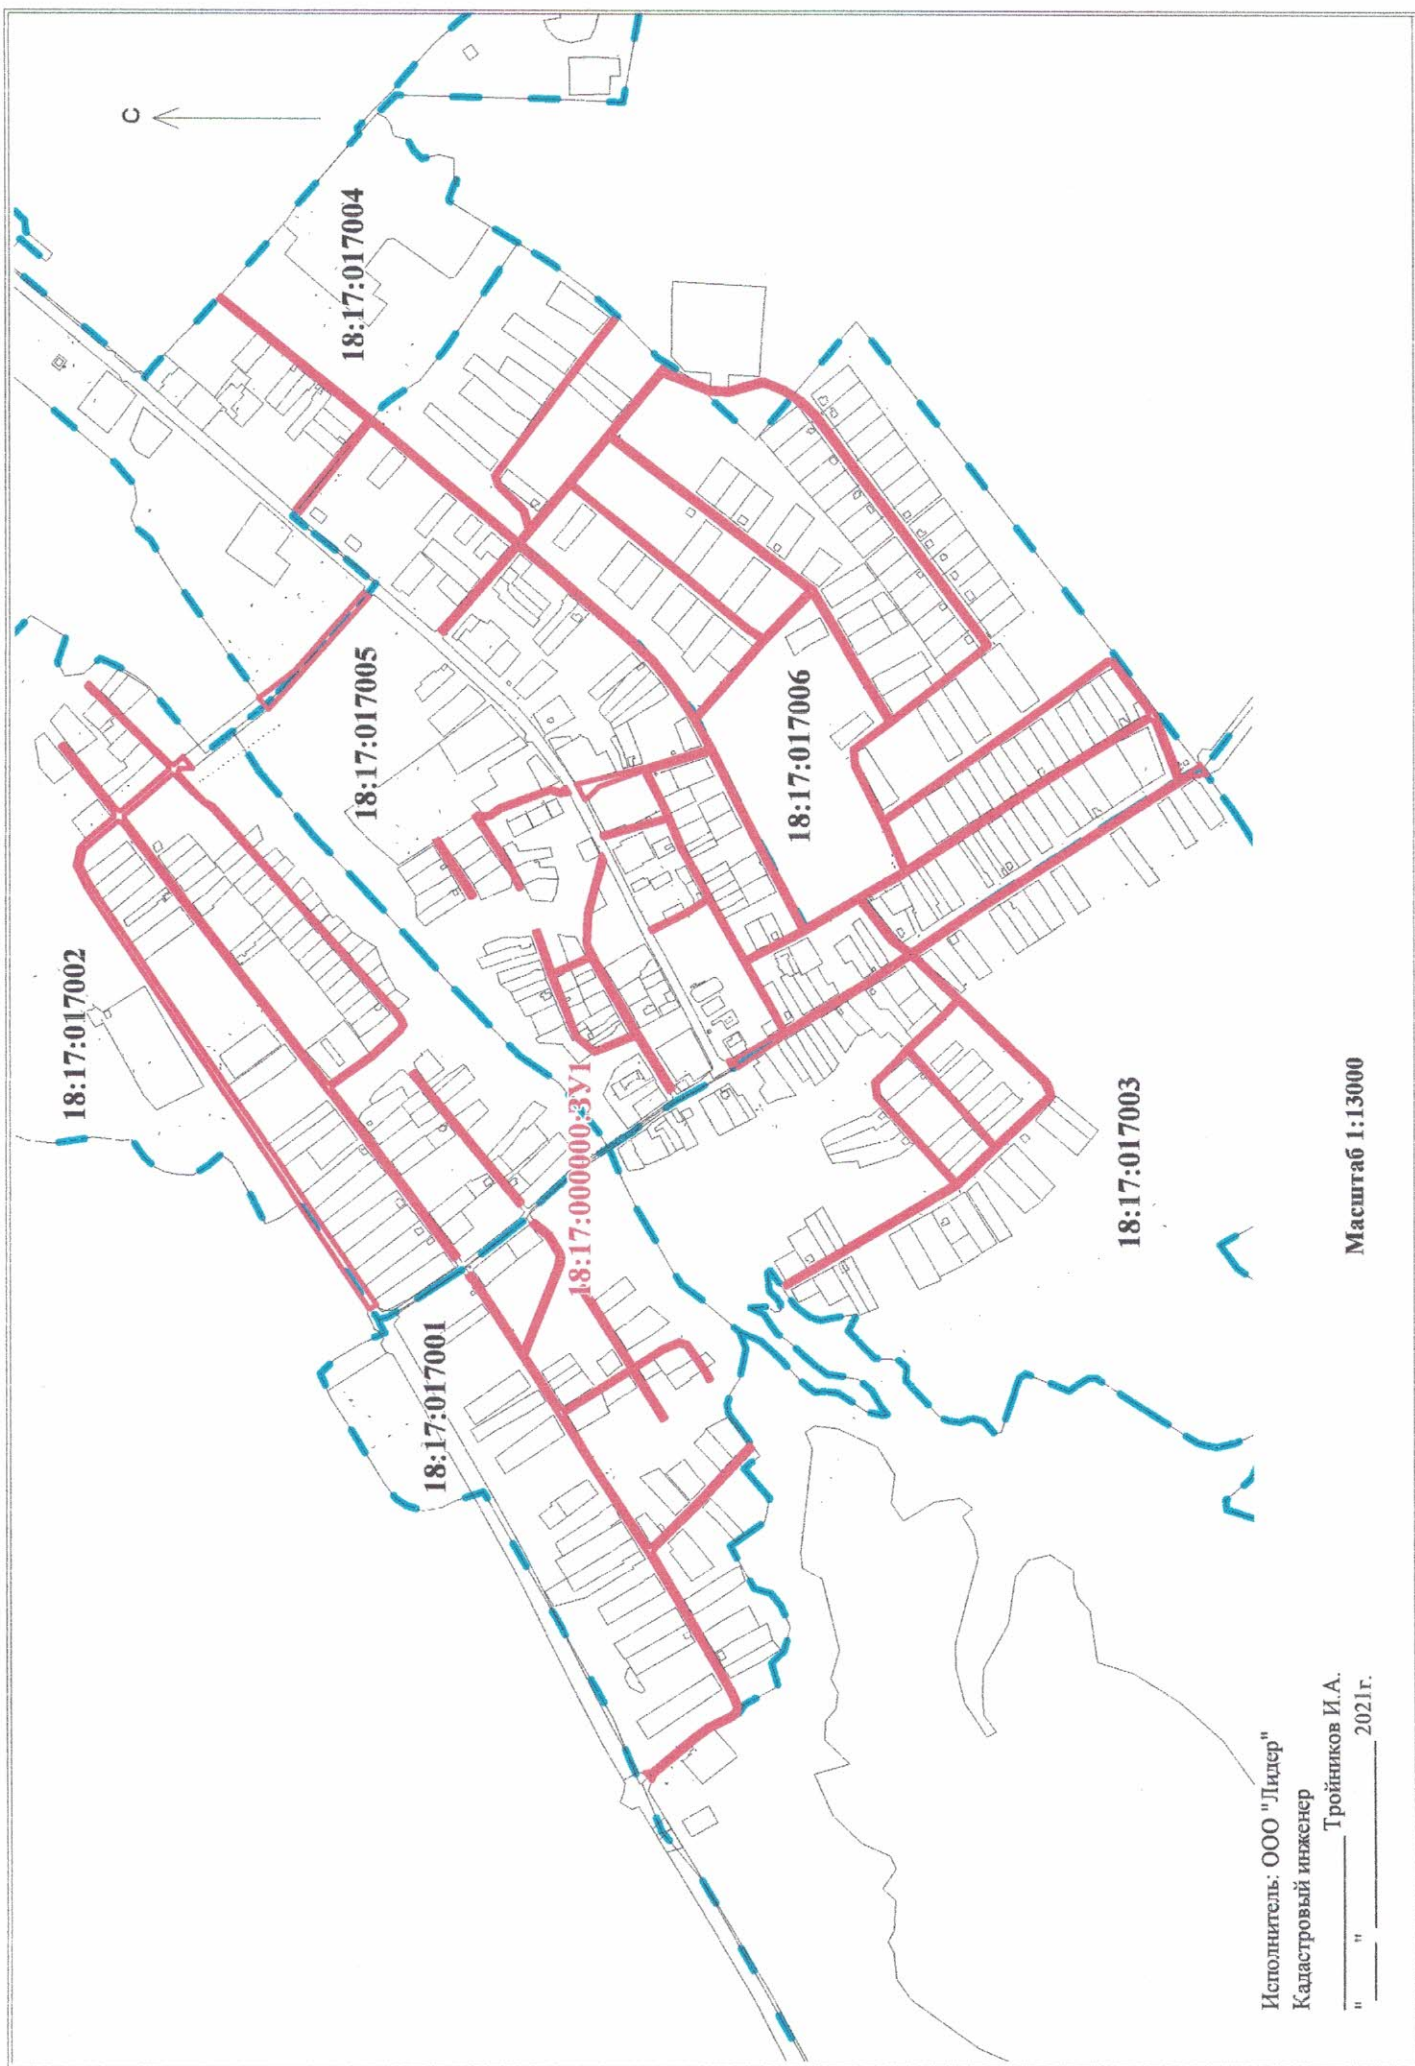 С
18:17:017004
18:17:017002
18:17:017005
18:17:017006
18:17:000000:ЗУ1
18:17:017001
18:17:017003
Масштаб 1:13000
Исполнитель: ООО "Лидер"
Кадастровый инженер
Тройников И.А.
" " 2021г.